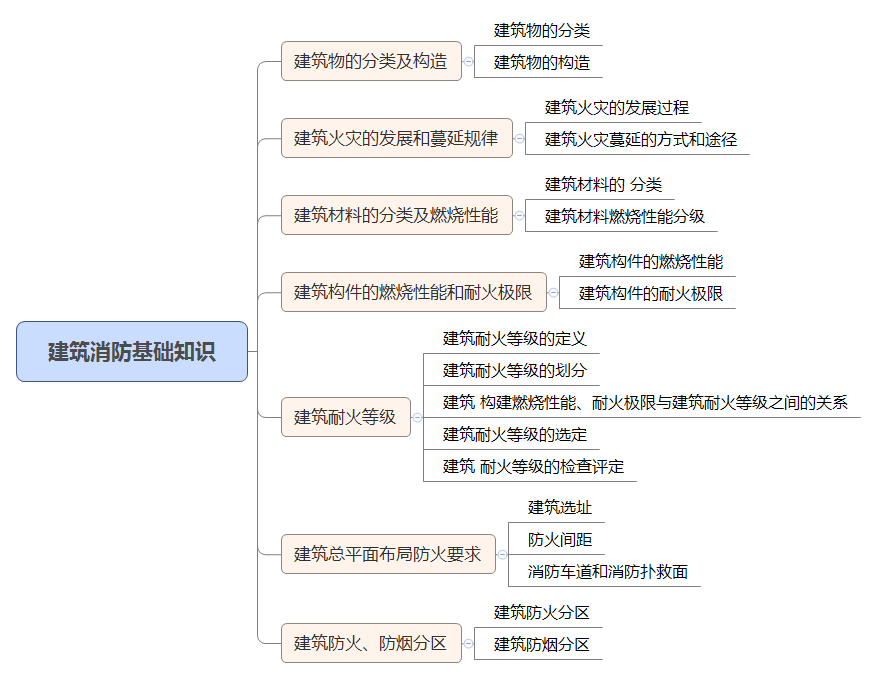 建筑消防基础知识
建筑物的分类及构造
建筑物的分类
建筑物的构造
建筑火灾的发展和蔓延规律
建筑火灾的发展过程
建筑火灾蔓延的方式和途径
建筑材料的分类及燃烧性能
建筑材料的 分类
建筑材料燃烧性能分级
建筑构件的燃烧性能和耐火极限
建筑构件的燃烧性能
建筑构件的耐火极限
建筑耐火等级
建筑耐火等级的定义
建筑耐火等级的划分
建筑 构建燃烧性能、耐火极限与建筑耐火等级之间的关系
建筑耐火等级的选定
建筑 耐火等级的检查评定
建筑总平面布局防火要求
建筑选址
防火间距
消防车道和消防扑救面
建筑防火、防烟分区
建筑防火分区
建筑防烟分区